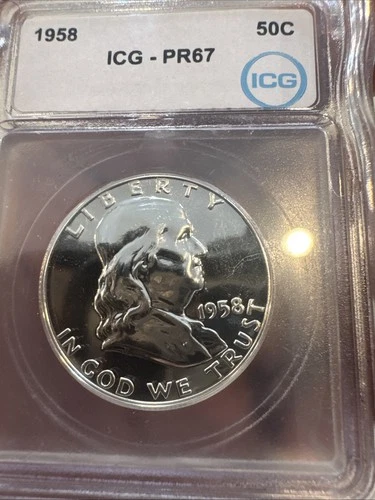 1958 50C
ICG - PR67
ICG
LIBERTY
1958
IN GOD WE TRUST